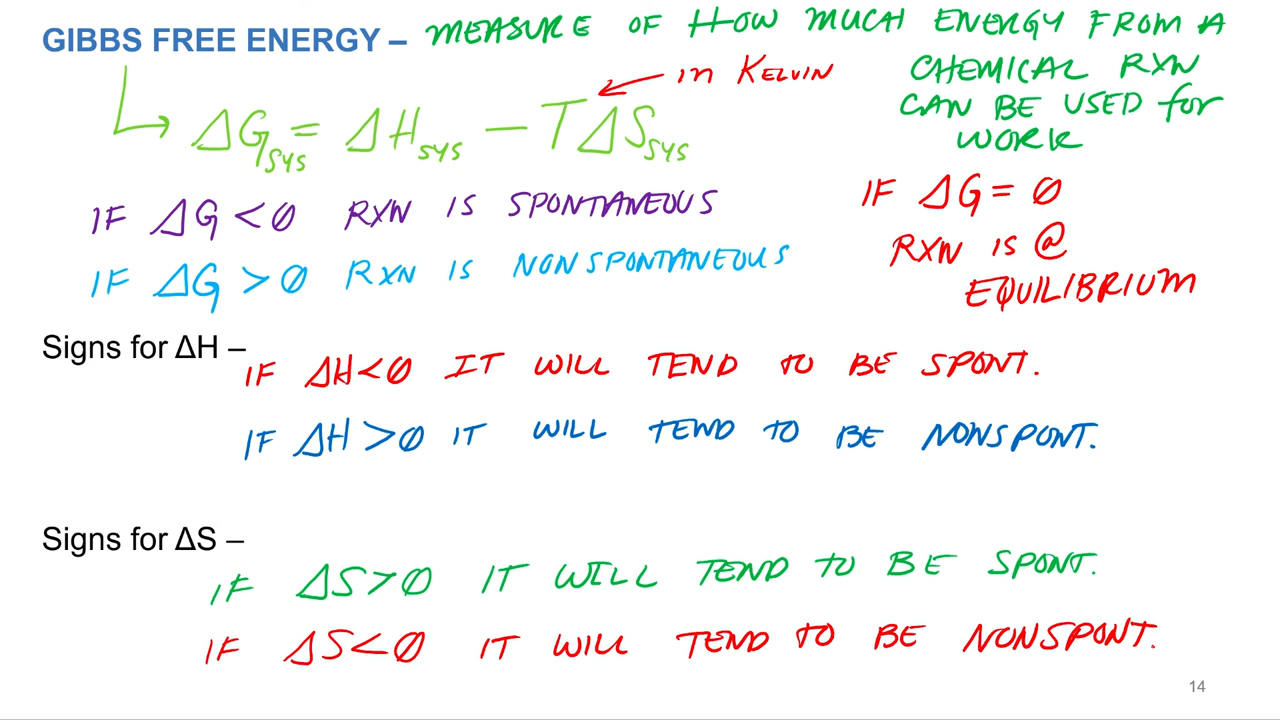 GIBBS FREE ENERGY – MEASURE OF HOW MUCH ENERGY FROM A
CHEMICAL RXN
CAN BE USED for
WORK
in KELVIN
ΔGsys = ΔHsys − TΔSsys
IF ΔG < 0 RXN IS SPONTANEOUS
IF ΔG > 0 RXN IS NONSPONTANEOUS
IF ΔG = 0
RXN IS @
EQUILIBRIUM
Signs for ΔH –
IF ΔH < 0 IT WILL TEND TO BE SPONT.
IF ΔH > 0 IT WILL TEND TO BE NONSPONT.
Signs for ΔS –
IF ΔS > 0 IT WILL TEND TO BE SPONT.
IF ΔS < 0 IT WILL TEND TO BE NONSPONT.
14